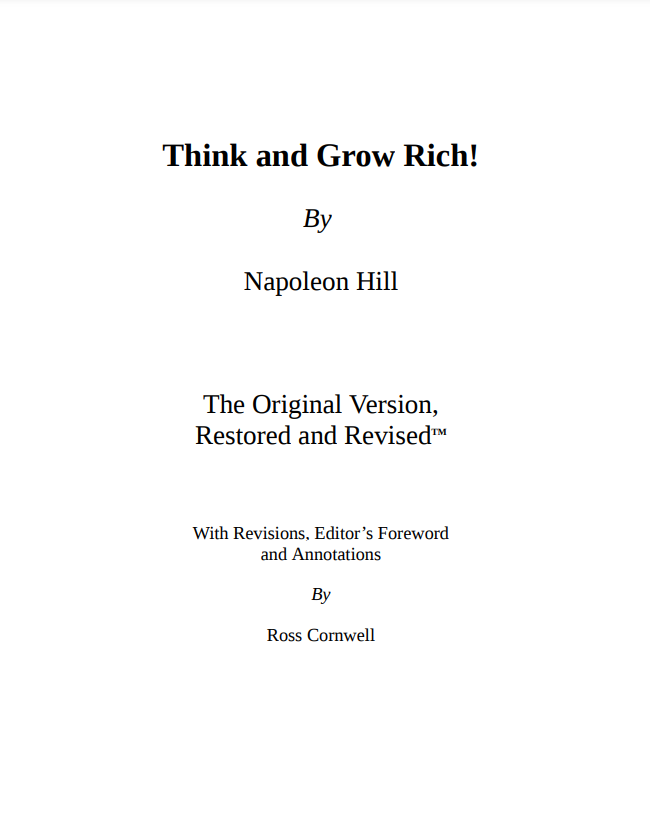 Think and Grow Rich!
By
Napoleon Hill
The Original Version,
Restored and Revised™
With Revisions, Editor’s Foreword
and Annotations
By
Ross Cornwell